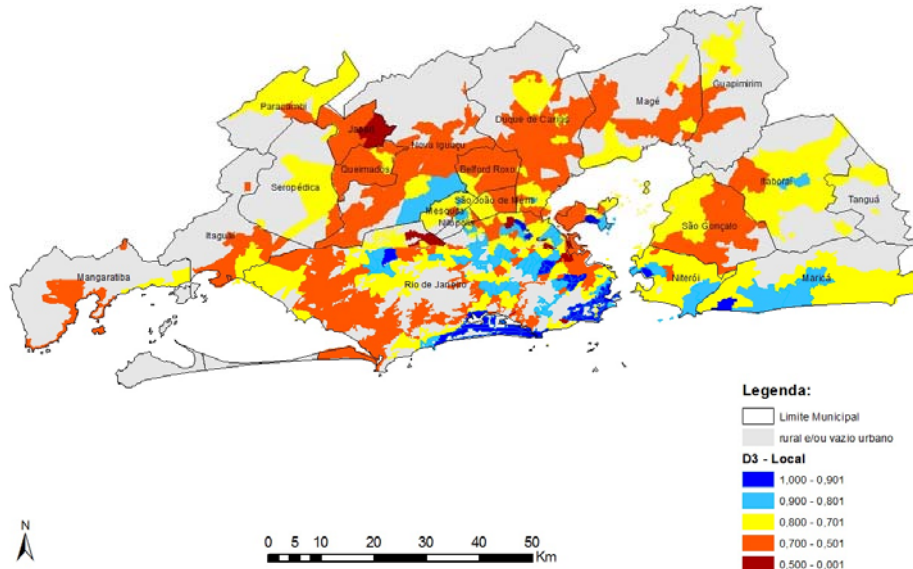 Guapimirim
Magé
Paracambi
Duque de Caxias
Japeri
Nova Iguaçu
Queimados
Belford Roxo
Itaboraí
Seropédica
São João de Meriti
Tanguá
Mesquita
Nilópolis
São Gonçalo
Itaguaí
Mangaratiba
Niterói
Maricá
Rio de Janeiro
Legenda:
Limite Municipal
rural e/ou vazio urbano
D3 - Local
1,000 - 0,901
0,900 - 0,801
0,800 - 0,701
0,700 - 0,501
0,500 - 0,001
N
0 10 20 30 40 50
Km